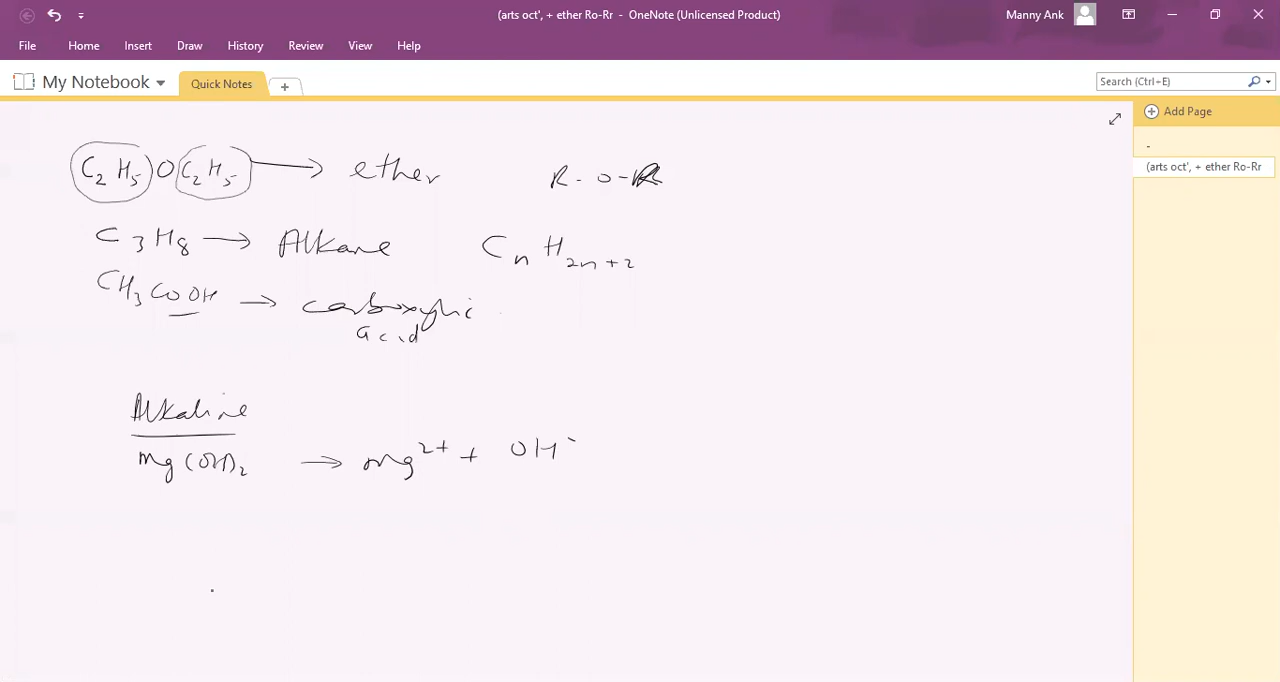 (arts oct', + ether Ro-Rr - OneNote (Unlicensed Product)
Manny Ank
File Home Insert Draw History Review View Help
My Notebook
Quick Notes
+
Search (Ctrl+E)
Add Page
-
(arts oct', + ether Ro-Rr
C₂H₅OC₂H₅ → ether R-O-R
C₃H₈ → Alkane CₙH₂ₙ₊₂
CH₃COOH → carboxylic
acid
Alkaline
Mg(OH)₂ → Mg²⁺ + OH⁻